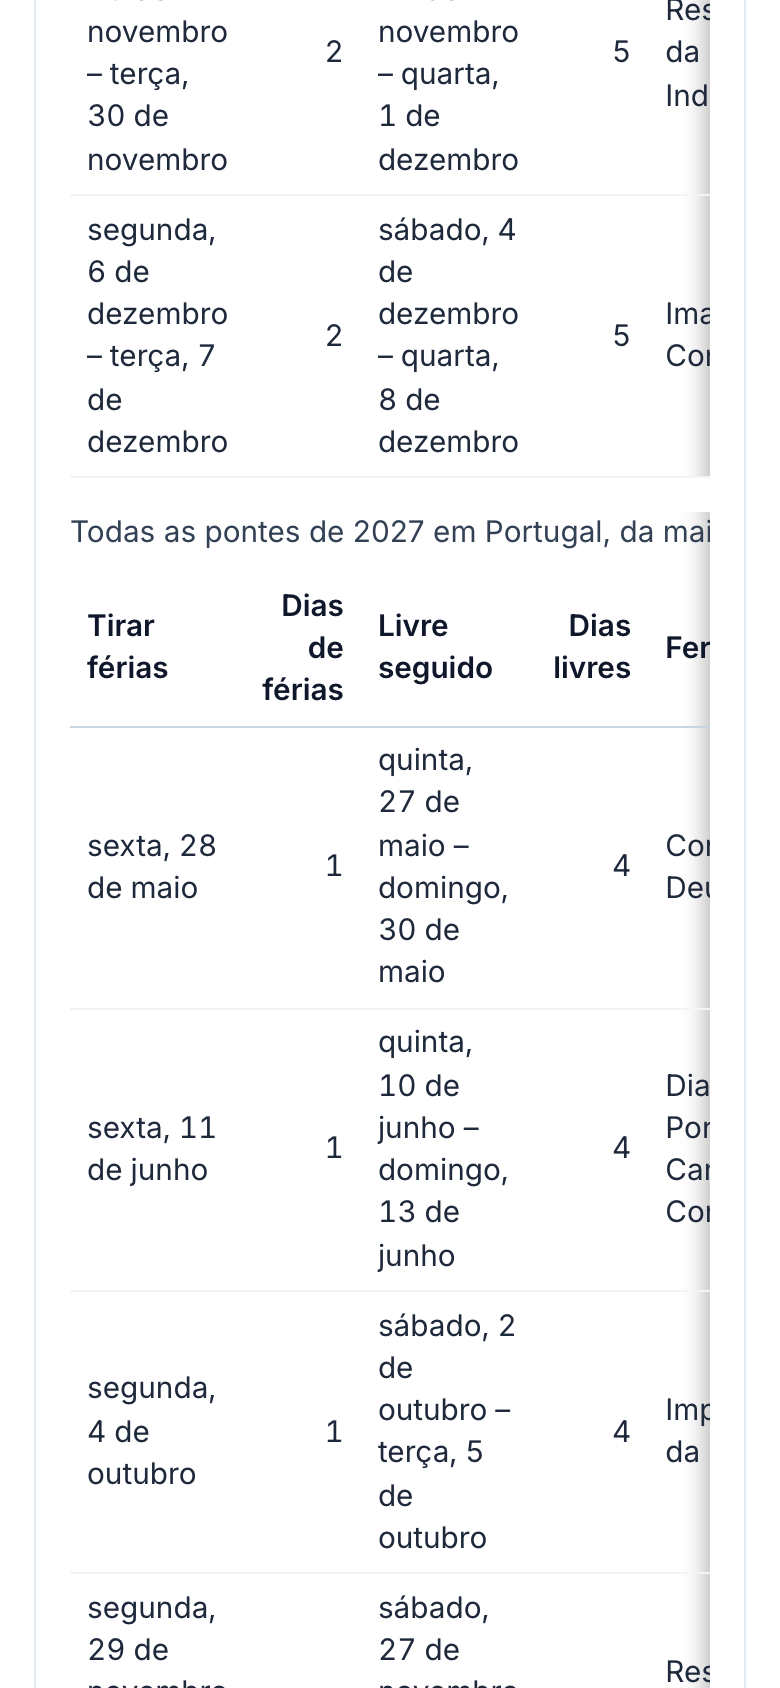 novembro
– terça,
30 de
novembro
2
novembro
– quarta,
1 de
dezembro
5
da
segunda,
6 de
dezembro
– terça, 7
de
dezembro
2
sábado, 4
de
dezembro
– quarta,
8 de
dezembro
5
Todas as pontes de 2027 em Portugal, da
Tirar
férias
Dias
de
férias
Livre
seguido
Dias
livres
sexta, 28
de maio
1
quinta,
27 de
maio –
domingo,
30 de
maio
4
sexta, 11
de junho
1
quinta,
10 de
junho –
domingo,
13 de
junho
4
Dia
segunda,
4 de
outubro
1
sábado, 2
de
outubro –
terça, 5
de
outubro
4
da
segunda,
29 de
sábado,
27 de